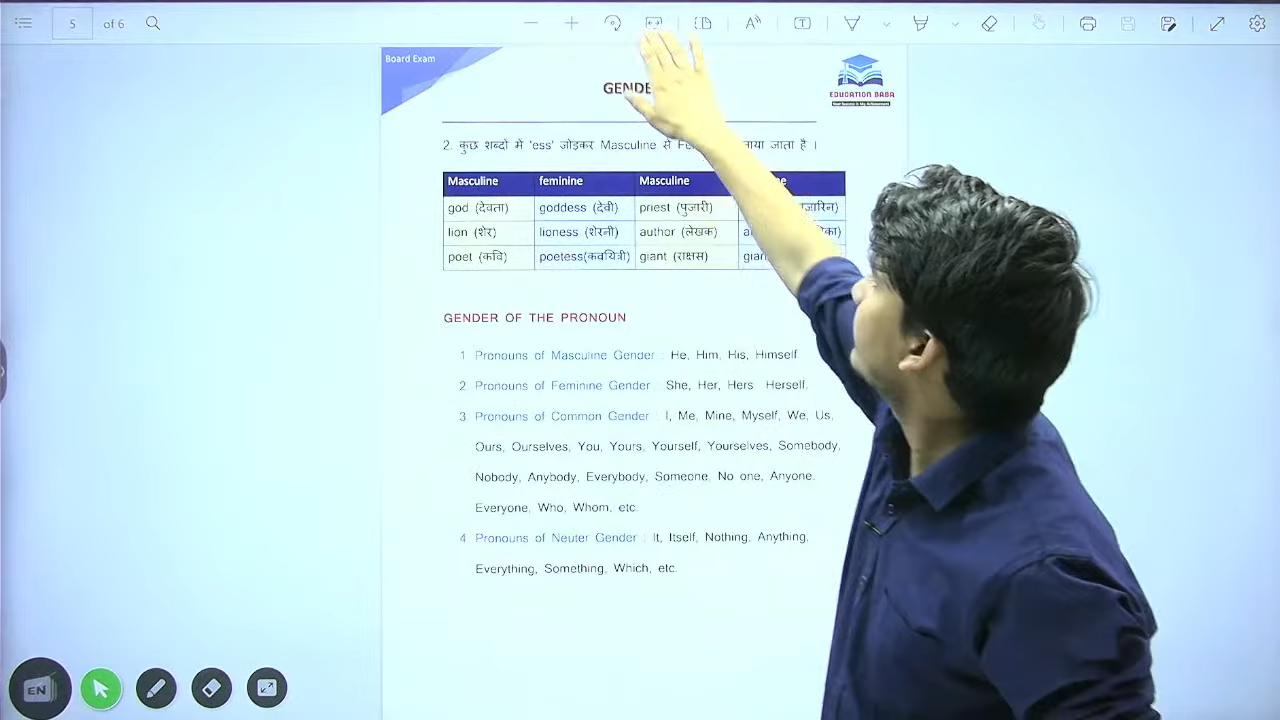 5 of 6
Board Exam
EDUCATION BABA
GENDE
2. कुछ शब्दों में 'ess' जोड़कर Masculine से जाता है ।
Masculine feminine Masculine
god (देवता) goddess (देवी) priest (पुजारी)
lion (शेर) lioness (शेरनी) author (लेखक)
poet (कवि) poetess(कवयित्री) giant (राक्षस)
GENDER OF THE PRONOUN
1 Pronouns of Masculine Gender : He, Him, His, Himself
2 Pronouns of Feminine Gender : She, Her, Hers Herself.
3. Pronouns of Common Gender : I, Me, Mine, Myself, We, Us,
Ours, Ourselves, You, Yours, Yourself, Yourselves, Somebody,
Nobody, Anybody, Everybody, Someone, No one, Anyone.
Everyone, Who, Whom, etc.
4 Pronouns of Neuter Gender : It, Itself, Nothing, Anything,
Everything, Something, Which, etc.
EN